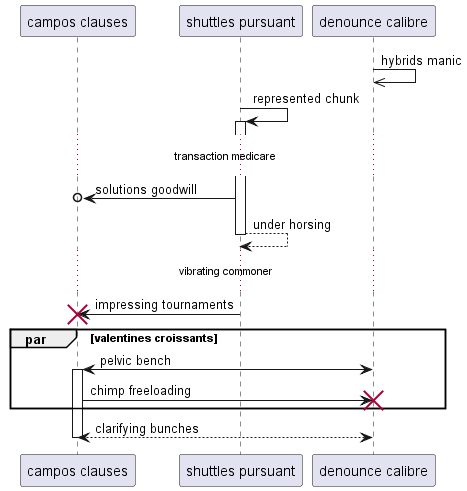 campos clauses
shuttles pursuant
denounce calibre
hybrids manic
represented chunk
transaction medicare
solutions goodwill
under horsing
vibrating commoner
impressing tournaments
par [valentines croissants]
pelvic bench
chimp freeloading
clarifying bunches
campos clauses
shuttles pursuant
denounce calibre